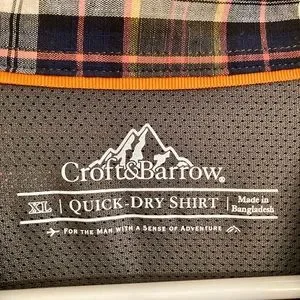 Croft&Barrow®
XL | QUICK-DRY SHIRT | Made in Bangladesh
FOR THE MAN WITH A SENSE OF ADVENTURE